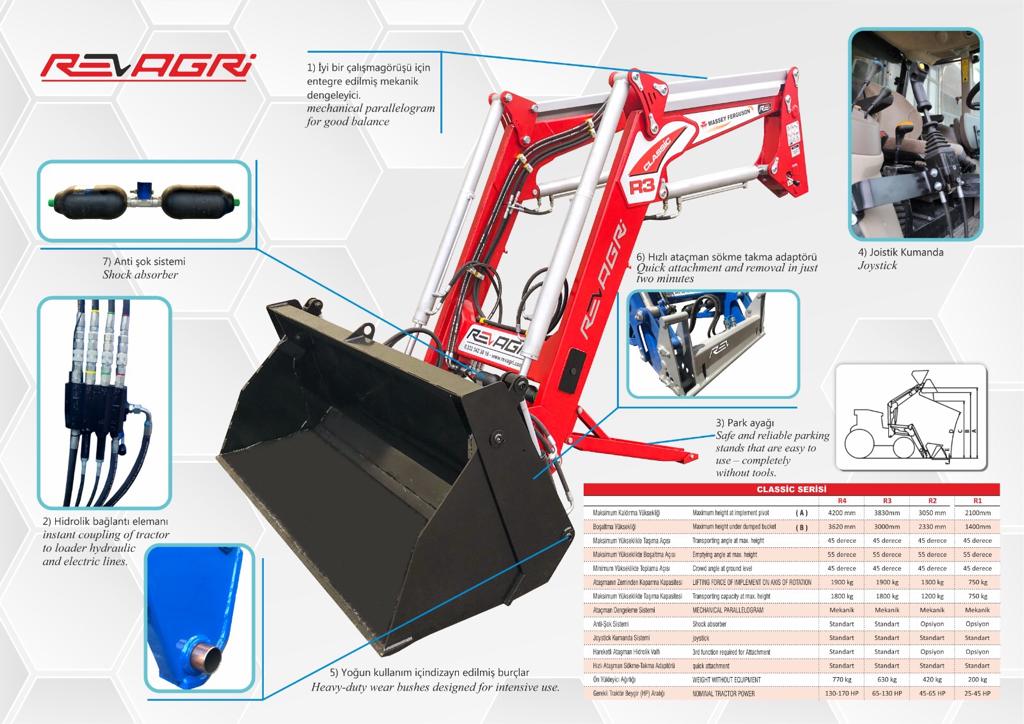 REVAGRi
1) İyi bir çalışmagörüşü için
entegre edilmiş mekanik
dengeleyici.
mechanical parallelogram
for good balance
MASSEY FERGUSON
CLASSIC
R3
REVAGRi
REVAGRi
4) Joistik Kumanda
Joystick
7) Anti şok sistemi
Shock absorber
6) Hızlı ataçman sökme takma adaptörü
Quick attachment and removal in just
two minutes
REV
3) Park ayağı
Safe and reliable parking
stands that are easy to
use – completely
without tools.
D
C
B
A
2) Hidrolik bağlantı elemanı
instant coupling of tractor
to loader hydraulic
and electric lines.
5) Yoğun kullanım içindizayn edilmiş burçlar
Heavy-duty wear bushes designed for intensive use.
CLASSİC SERİSİ
R4 R3 R2 R1
Maksimum Kaldırma Yüksekliği Maximum height at implement pivot ( A ) 4200 mm 3830mm 3050 mm 2100mm
Boşaltma Yüksekliği Maximum height under dumped bucket ( B ) 3620 mm 3000mm 2330 mm 1400mm
Maksimum Yükseklikde Taşıma Açısı Transporting angle at max. height 45 derece 45 derece 45 derece 45 derece
Maksimum Yükseklikde Boşaltma Açısı Emptying angle at max. height 55 derece 55 derece 55 derece 55 derece
Minimum Yükseklikde Toplama Açısı Crowd angle at ground level 45 derece 45 derece 45 derece 45 derece
Ataşmanı Zeminden Koparma Kapasitesi LIFTING FORCE OF IMPLEMENT ON AXIS OF ROTATION 1900 kg 1900 kg 1300 kg 750 kg
Maksimum Yükseklikde Taşıma Kapasitesi Transporting capacity at max. height 1800 kg 1800 kg 1200 kg 750 kg
Ataçman Dengeleme Sistemi MECHANICAL PARALLELOGRAM Mekanik Mekanik Mekanik Mekanik
Anti-Şok Sistemi Shock absorber Standart Standart Opsiyon Opsiyon
Joystick Kumanda Sistemi joystick Standart Standart Standart Standart
Hareketli Ataşman Hidrolik Valfi 3rd function required for Attachment Standart Standart Opsiyon Opsiyon
Hızlı Ataşman Sökme-Takma Adaptörü quick attachment Standart Standart Standart Standart
Ön Yükleyici Ağırlığı WEIGHT WITHOUT EQUIPMENT 770 kg 630 kg 420 kg 200 kg
Gerekli Traktör Beygir (HP) Aralığı NOMINAL TRACTOR POWER 130-170 HP 65-130 HP 45-65 HP 25-45 HP